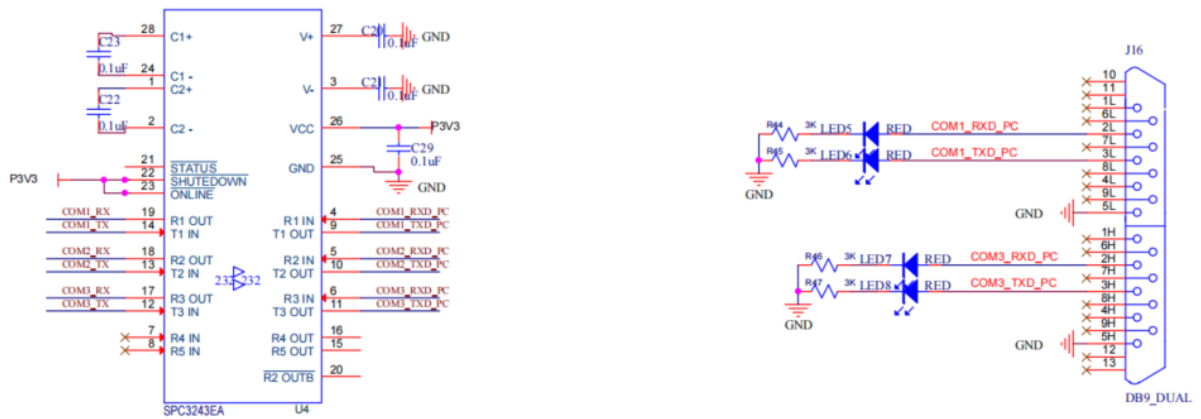 28
C1+
V+
27
C20
0.1uF
GND
C23
0.1uF
24
C1 -
1
C2+
V-
3
C21
0.1uF
GND
C22
0.1uF
2
C2 -
VCC
26
P3V3
C29
0.1uF
GND
25
GND
21
STATUS
22
SHUTEDOWN
23
ONLINE
P3V3
COM1_RX
19
R1 OUT
R1 IN
4
COM1_RXD_PC
COM1_TX
14
T1 IN
T1 OUT
9
COM1_TXD_PC
COM2_RX
18
R2 OUT
R2 IN
5
COM2_RXD_PC
COM2_TX
13
T2 IN
T2 OUT
10
COM2_TXD_PC
232-232
COM3_RX
17
R3 OUT
R3 IN
6
COM3_RXD_PC
COM3_TX
12
T3 IN
T3 OUT
11
COM3_TXD_PC
7
R4 IN
R4 OUT
16
8
R5 IN
R5 OUT
15
R2 OUTB
20
SPC3243EA
U4
J16
10
11
1L
6L
R44
3K
LED5
RED
COM1_RXD_PC
2L
7L
R45
3K
LED6
RED
COM1_TXD_PC
3L
8L
GND
4L
9L
GND
5L
1H
6H
R46
3K
LED7
RED
COM3_RXD_PC
2H
7H
R47
3K
LED8
RED
COM3_TXD_PC
3H
8H
GND
4H
9H
GND
5H
12
13
DB9_DUAL